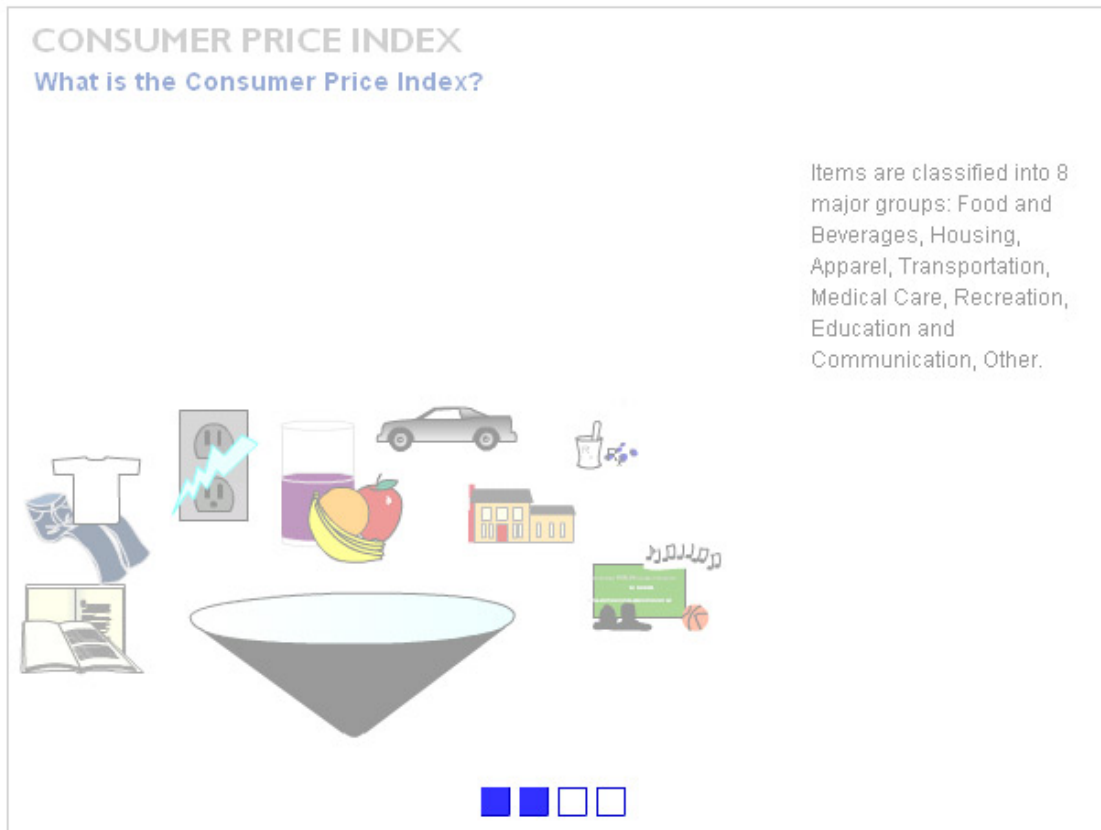 CONSUMER PRICE INDEX
What is the Consumer Price Index?
Items are classified into 8
major groups: Food and
Beverages, Housing,
Apparel, Transportation,
Medical Care, Recreation,
Education and
Communication, Other.